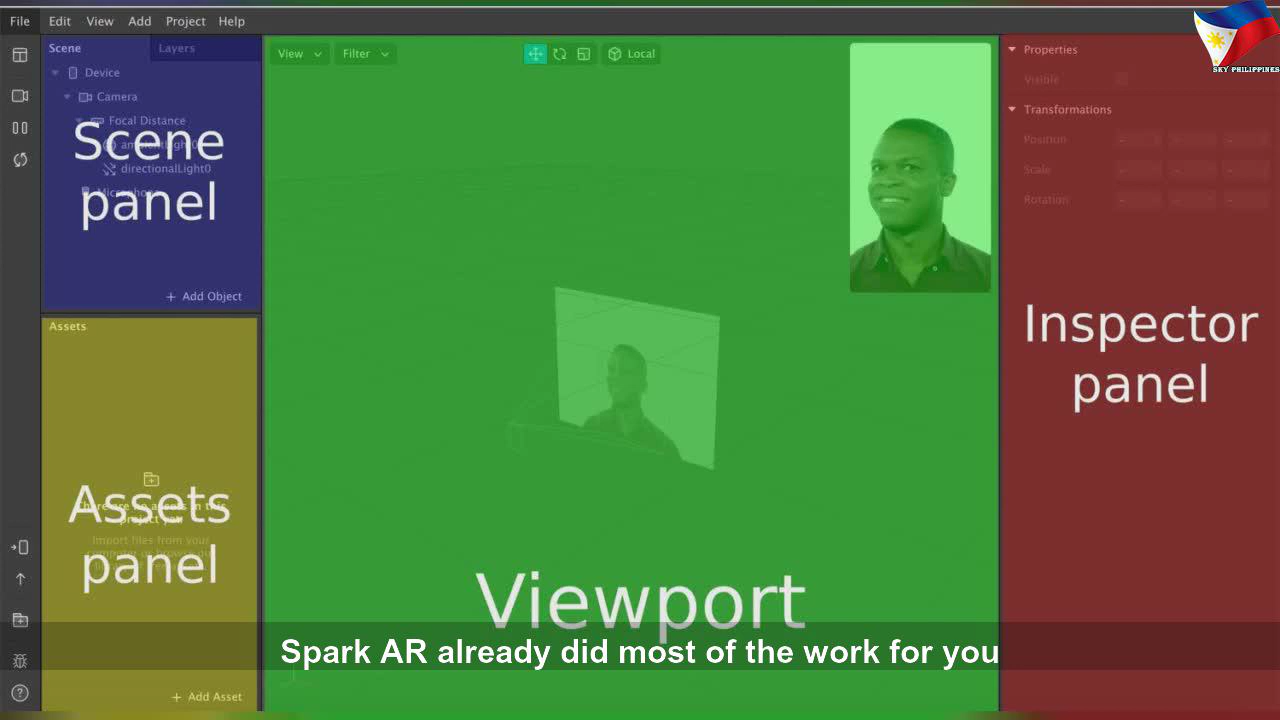 File Edit View Add Project Help
SKY PHILIPPINES
Scene Layers
Device
Camera
Focal Distance
directionalLight0
Microphone
Scene
panel
+ Add Object
Assets
Assets
panel
+ Add Asset
View Filter Local
Viewport
Properties
Visible
Transformations
Position
Scale
Rotation
Inspector
panel
Spark AR already did most of the work for you